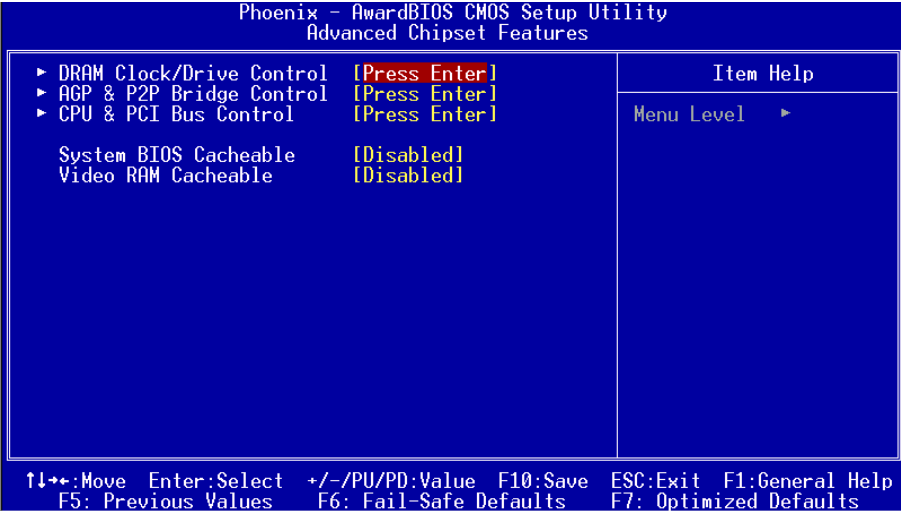 Phoenix - AwardBIOS CMOS Setup Utility
Advanced Chipset Features
► DRAM Clock/Drive Control [Press Enter]
► AGP & P2P Bridge Control [Press Enter]
► CPU & PCI Bus Control [Press Enter]
System BIOS Cacheable [Disabled]
Video RAM Cacheable [Disabled]
Item Help
Menu Level ►
↑↓→←:Move Enter:Select +/-/PU/PD:Value F10:Save ESC:Exit F1:General Help
F5: Previous Values F6: Fail-Safe Defaults F7: Optimized Defaults